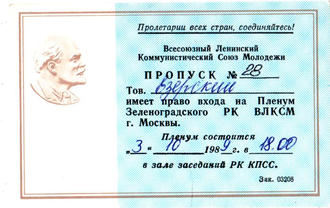 Пролетарии всех стран, соединяйтесь!
Всесоюзный Ленинский
Коммунистический Союз Молодежи
ПРОПУСК № 28
Тов. Озерский
имеет право входа на Пленум
Зеленоградского РК ВЛКСМ
г. Москвы.
Пленум состоится
"3" 10 1989 г. в 18.00
в зале заседаний РК КПСС.
Зак. 03208